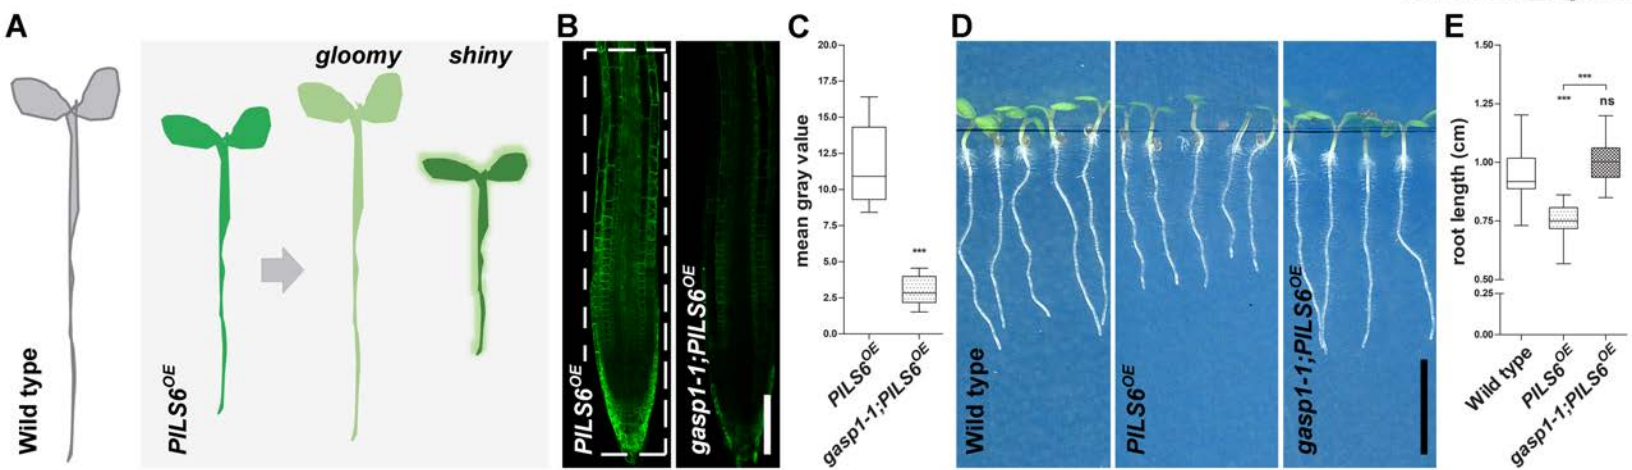 A
Wild type
PILS6OE
gloomy
shiny
B
PILS6OE
gasp1-1;PILS6OE
C
mean gray value
20.0
17.5
15.0
12.5
10.0
7.5
5.0
2.5
0.0
***
PILS6OE
gasp1-1;PILS6OE
D
Wild type
PILS6OE
gasp1-1;PILS6OE
E
root length (cm)
1.50
1.25
1.00
0.75
0.50
0.25
0.00
***
***
ns
Wild type
PILS6OE
gasp1-1;PILS6OE